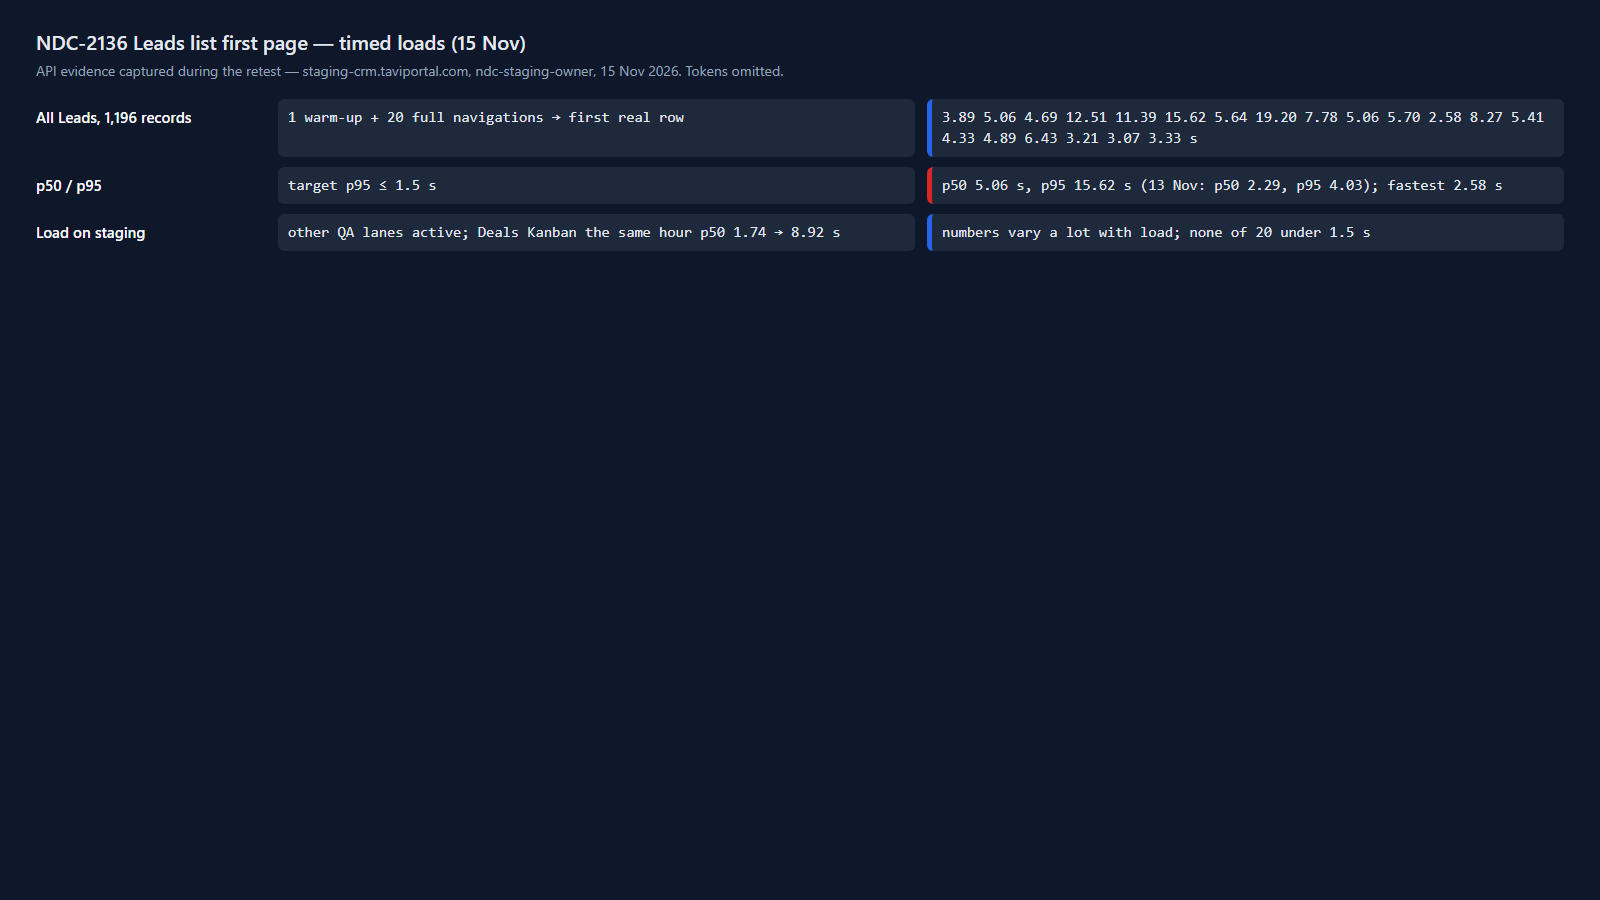 NDC-2136 Leads list first page — timed loads (15 Nov)
API evidence captured during the retest — staging-crm.taviportal.com, ndc-staging-owner, 15 Nov 2026. Tokens omitted.
All Leads, 1,196 records
1 warm-up + 20 full navigations → first real row
3.89 5.06 4.69 12.51 11.39 15.62 5.64 19.20 7.78 5.06 5.70 2.58 8.27 5.41
4.33 4.89 6.43 3.21 3.07 3.33 s
p50 / p95
target p95 ≤ 1.5 s
p50 5.06 s, p95 15.62 s (13 Nov: p50 2.29, p95 4.03); fastest 2.58 s
Load on staging
other QA lanes active; Deals Kanban the same hour p50 1.74 → 8.92 s
numbers vary a lot with load; none of 20 under 1.5 s